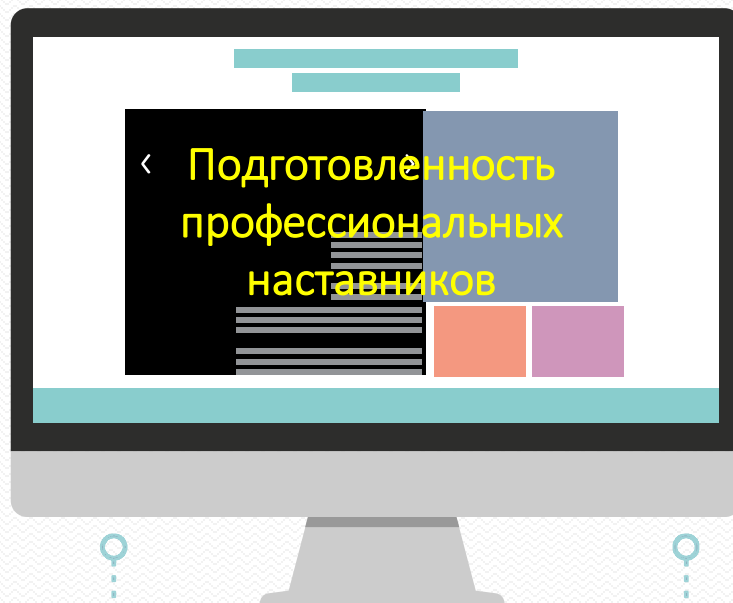 Подготовленность
профессиональных
наставников